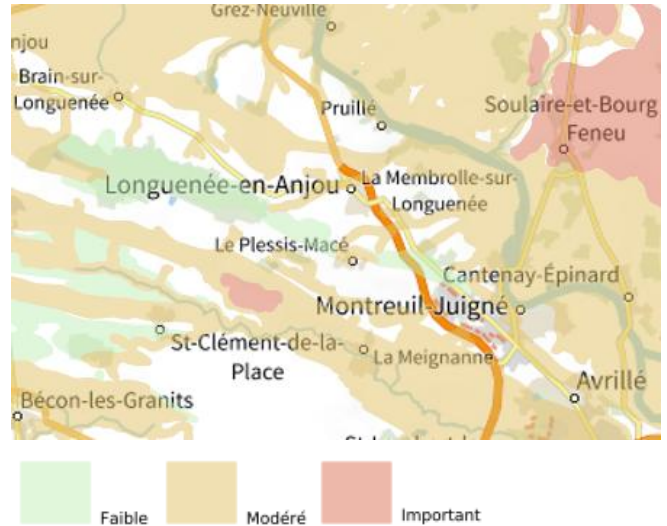 Grez-Neuville
njou
Brain-sur-
Longuenée
Pruillé
Soulaire-et-Bourg
Feneu
Longuenée-en-Anjou
La Membrolle-sur-
Longuenée
Le Plessis-Macé
Cantenay-Épinard
Montreuil-Juigné
St-Clément-de-la-
Place
La Meignanne
Avrillé
Bécon-les-Granits
Faible
Modéré
Important